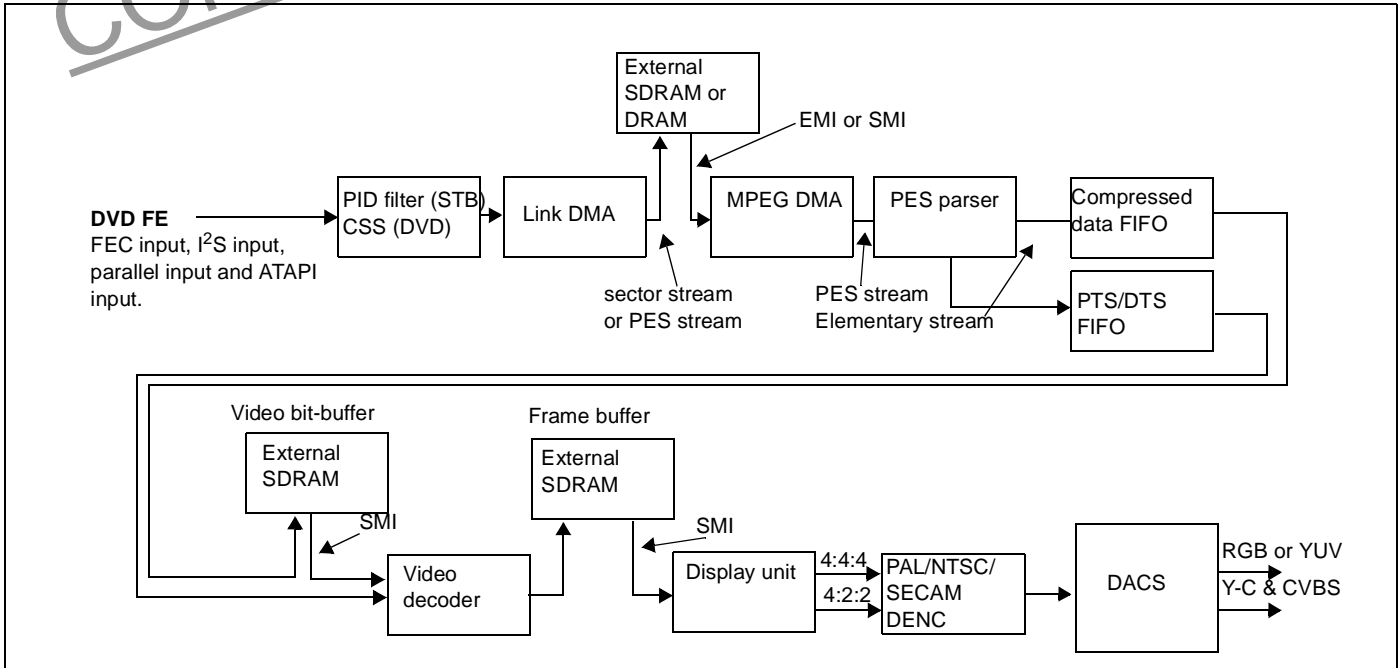 External
SDRAM or
DRAM
EMI or SMI
DVD FE
FEC input, I²S input,
parallel input and ATAPI
input.
PID filter (STB)
CSS (DVD)
Link DMA
sector stream
or PES stream
MPEG DMA
PES parser
PES stream
Elementary stream
Compressed
data FIFO
PTS/DTS
FIFO
Video bit-buffer
External
SDRAM
SMI
Video
decoder
Frame buffer
External
SDRAM
SMI
Display unit
4:4:4
4:2:2
PAL/NTSC/
SECAM
DENC
DACS
RGB or YUV
Y-C & CVBS